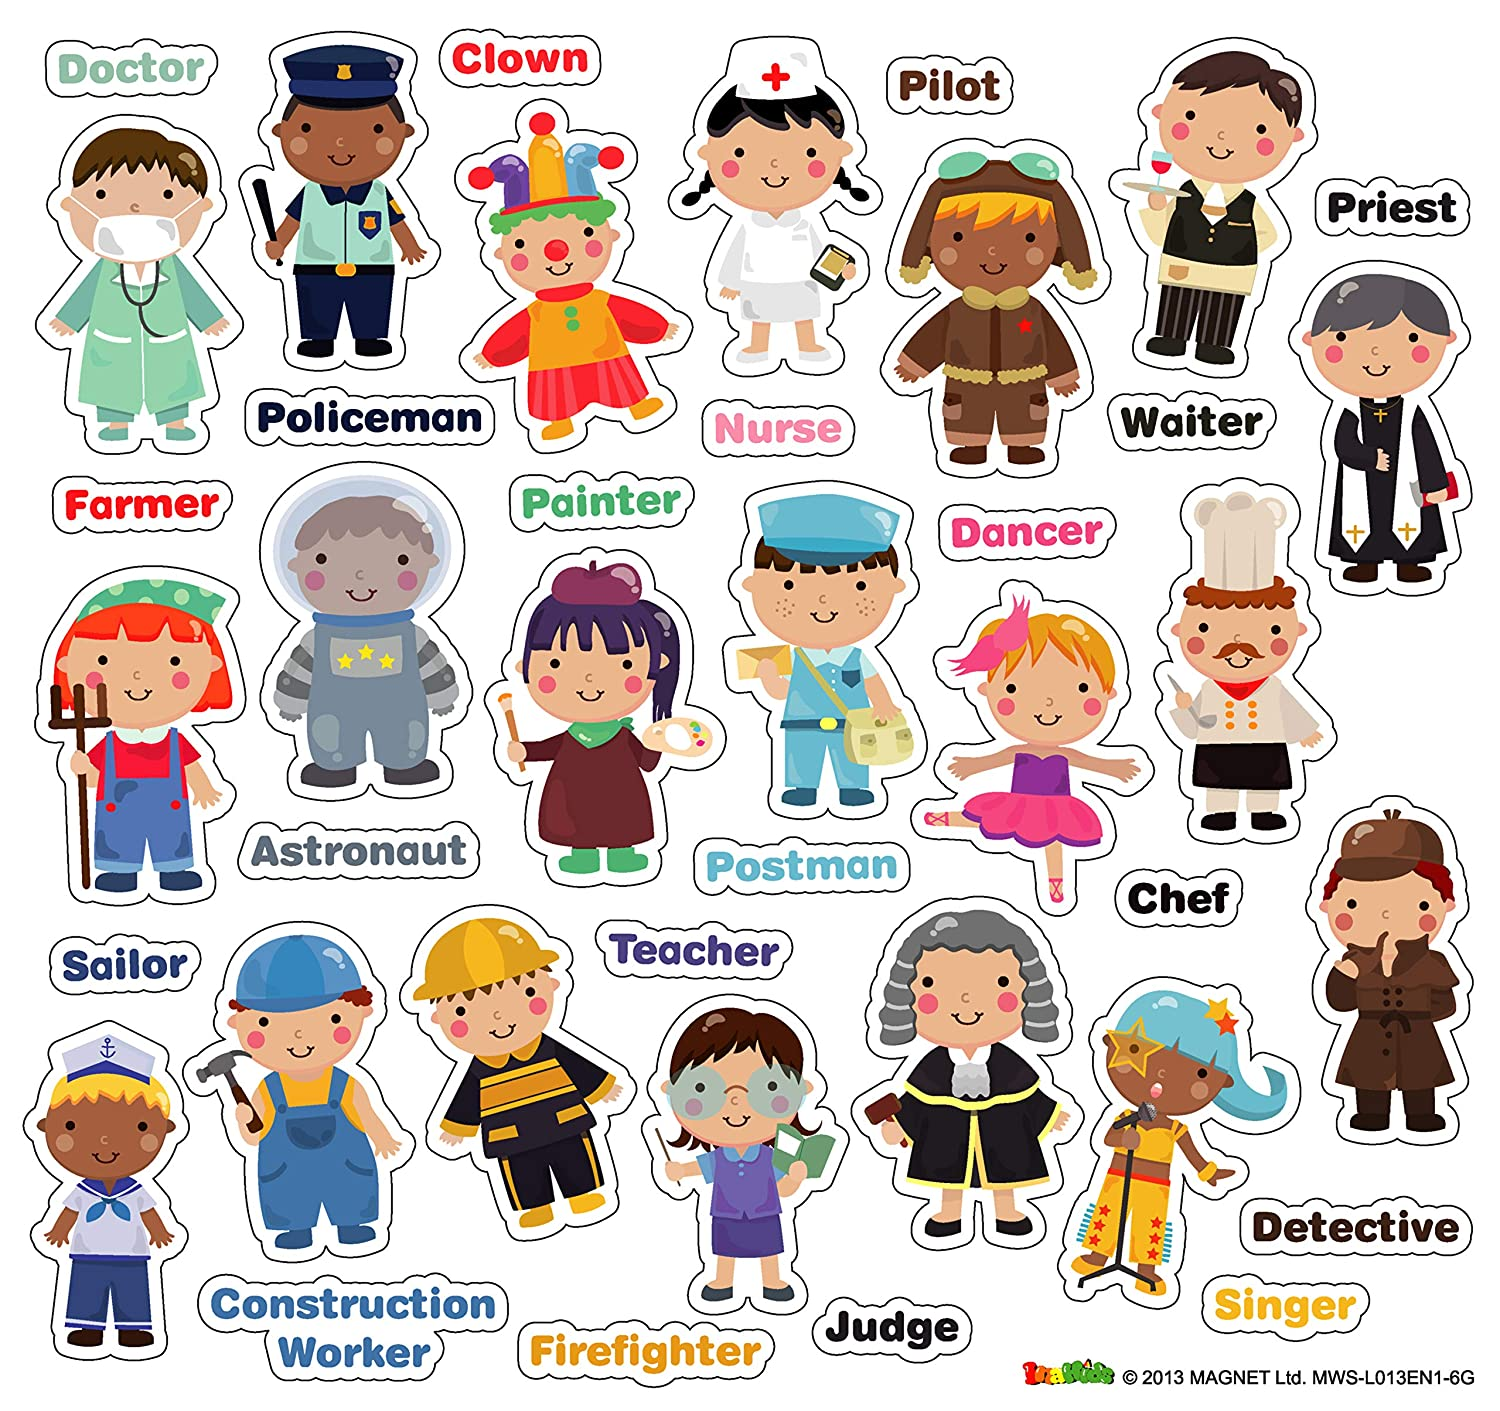 Doctor
Clown
Pilot
Priest
Policeman
Nurse
Waiter
Farmer
Painter
Dancer
Astronaut
Postman
Chef
Sailor
Teacher
Detective
Construction
Worker
Firefighter
Judge
Singer
InaKids © 2013 MAGNET Ltd. MWS-L013EN1-6G